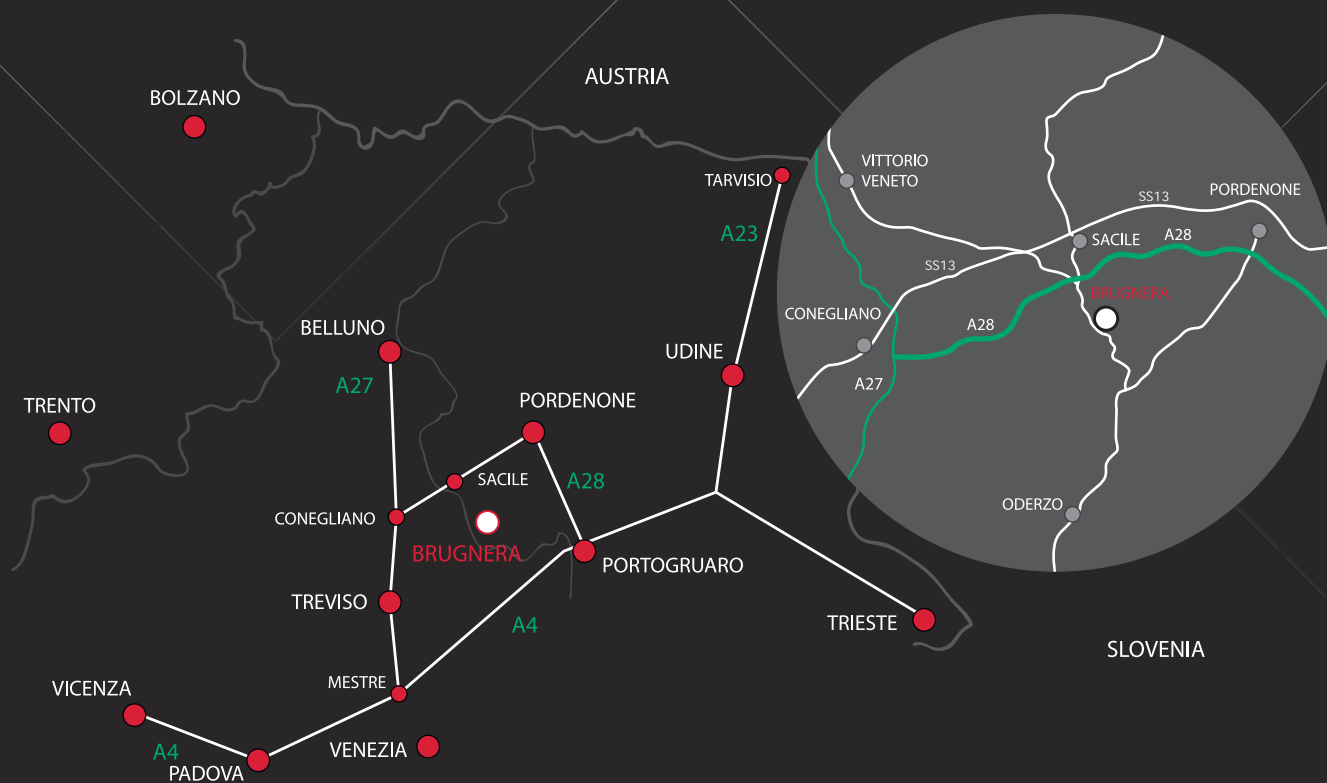 AUSTRIA
BOLZANO
TARVISIO
A23
BELLUNO
A27
UDINE
TRENTO
PORDENONE
SACILE
A28
CONEGLIANO
BRUGNERA
PORTOGRUARO
TREVISO
A4
TRIESTE
SLOVENIA
MESTRE
VICENZA
A4
PADOVA
VENEZIA
VITTORIO
VENETO
SS13
PORDENONE
SACILE
A28
SS13
BRUGNERA
CONEGLIANO
A28
A27
ODERZO